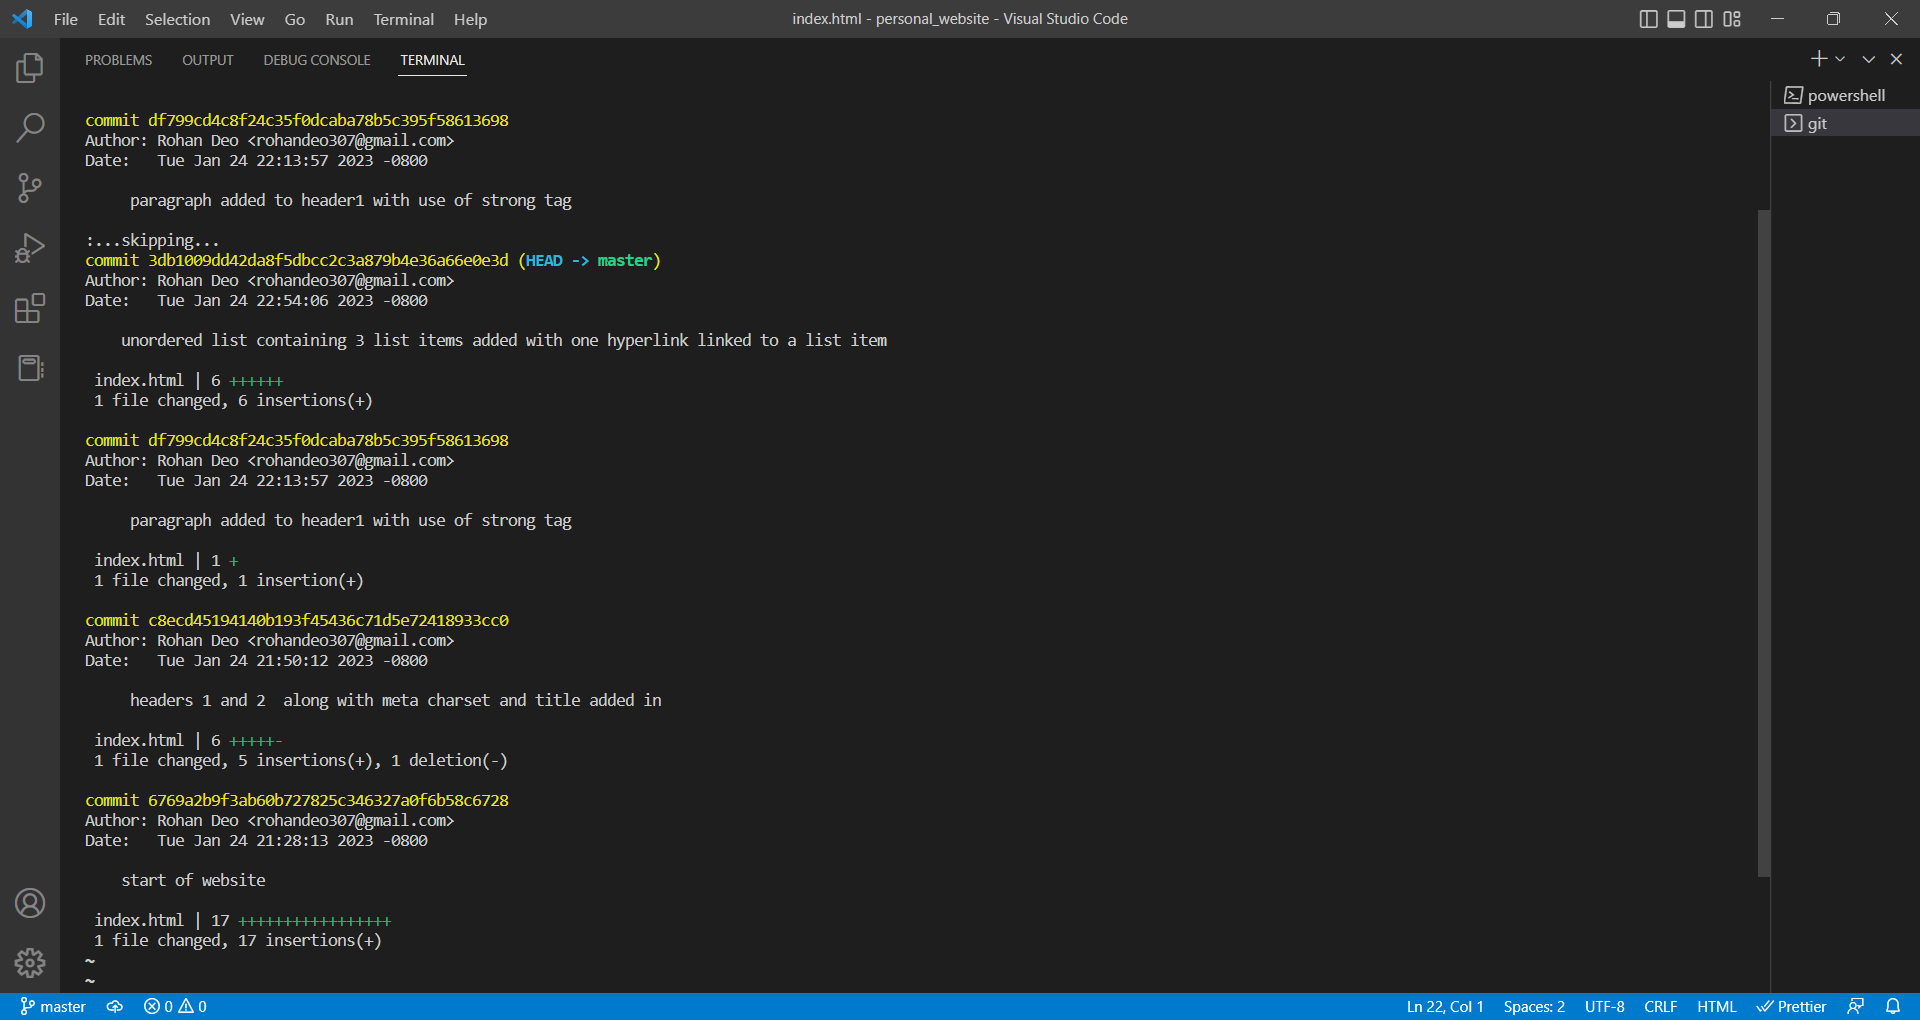 File Edit Selection View Go Run Terminal Help
index.html - personal_website - Visual Studio Code
PROBLEMS OUTPUT DEBUG CONSOLE TERMINAL
powershell
git
commit df799cd4c8f24c35f0dcaba78b5c395f58613698
Author: Rohan Deo <rohandeo307@gmail.com>
Date:   Tue Jan 24 22:13:57 2023 -0800
paragraph added to header1 with use of strong tag
:...skipping...
commit 3db1009dd42da8f5dbcc2c3a879b4e36a66e0e3d (HEAD -> master)
Author: Rohan Deo <rohandeo307@gmail.com>
Date:   Tue Jan 24 22:54:06 2023 -0800
unordered list containing 3 list items added with one hyperlink linked to a list item
index.html | 6 ++++++
1 file changed, 6 insertions(+)
commit df799cd4c8f24c35f0dcaba78b5c395f58613698
Author: Rohan Deo <rohandeo307@gmail.com>
Date:   Tue Jan 24 22:13:57 2023 -0800
paragraph added to header1 with use of strong tag
index.html | 1 +
1 file changed, 1 insertion(+)
commit c8ecd45194140b193f45436c71d5e72418933cc0
Author: Rohan Deo <rohandeo307@gmail.com>
Date:   Tue Jan 24 21:50:12 2023 -0800
headers 1 and 2  along with meta charset and title added in
index.html | 6 +++++-
1 file changed, 5 insertions(+), 1 deletion(-)
commit 6769a2b9f3ab60b727825c346327a0f6b58c6728
Author: Rohan Deo <rohandeo307@gmail.com>
Date:   Tue Jan 24 21:28:13 2023 -0800
start of website
index.html | 17 +++++++++++++++++
1 file changed, 17 insertions(+)
~
~
master 0 0 Ln 22, Col 1 Spaces: 2 UTF-8 CRLF HTML Prettier